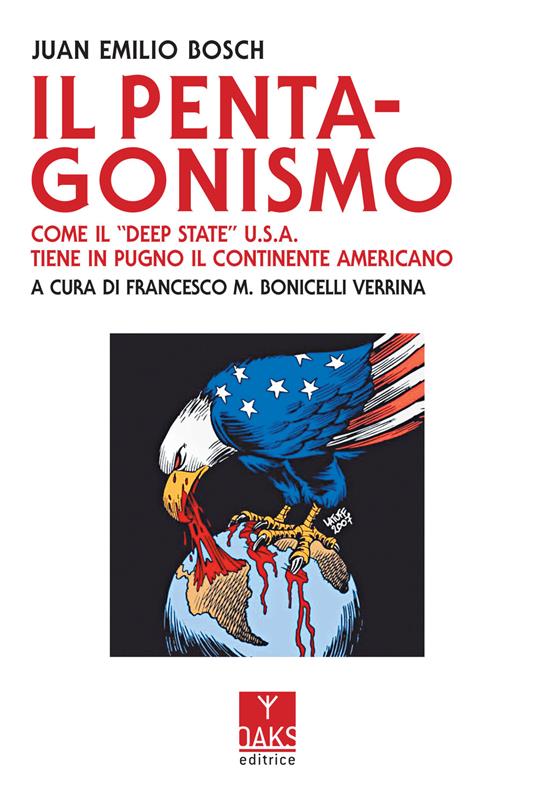 JUAN EMILIO BOSCH
IL PENTA-
GONISMO
COME IL “DEEP STATE” U.S.A.
TIENE IN PUGNO IL CONTINENTE AMERICANO
A CURA DI FRANCESCO M. BONICELLI VERRINA
LATUFF
2007
OAKS
editrice